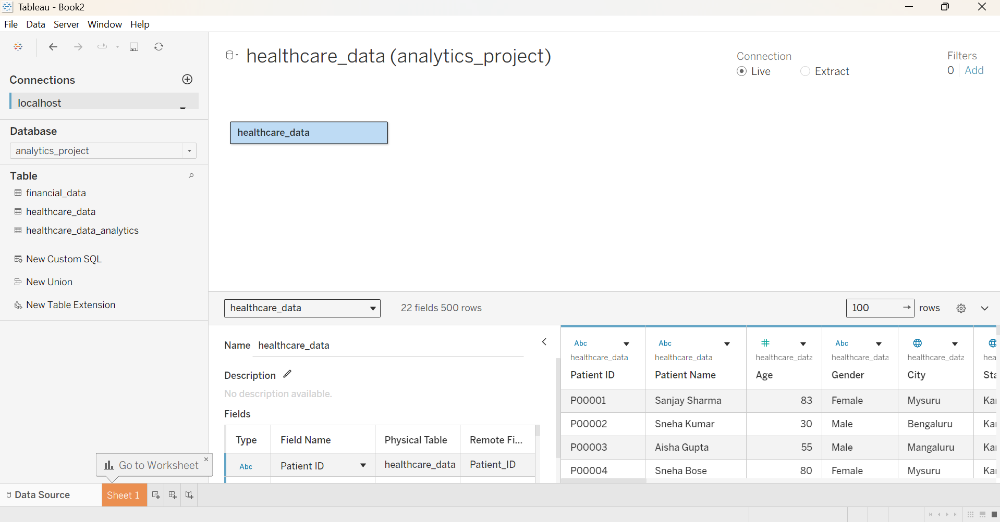 Tableau - Book2
File Data Server Window Help
Connections
localhost
Database
analytics_project
Table
financial_data
healthcare_data
healthcare_data_analytics
New Custom SQL
New Union
New Table Extension
healthcare_data (analytics_project)
Connection
Live Extract
Filters
0 Add
healthcare_data
healthcare_data 22 fields 500 rows 100 rows
Name healthcare_data
Description
No description available.
Fields
Type Field Name Physical Table Remote Fi...
Abc Patient ID healthcare_data Patient_ID
Abc Abc Abc
healthcare_data healthcare_data healthcare_data healthcare_data healthcare_data hea
Patient ID Patient Name Age Gender City Sta
P00001 Sanjay Sharma 83 Female Mysuru Kar
P00002 Sneha Kumar 30 Male Bengaluru Kar
P00003 Aisha Gupta 55 Male Mangaluru Kar
P00004 Sneha Bose 80 Female Mysuru Kar
Go to Worksheet
Data Source Sheet 1